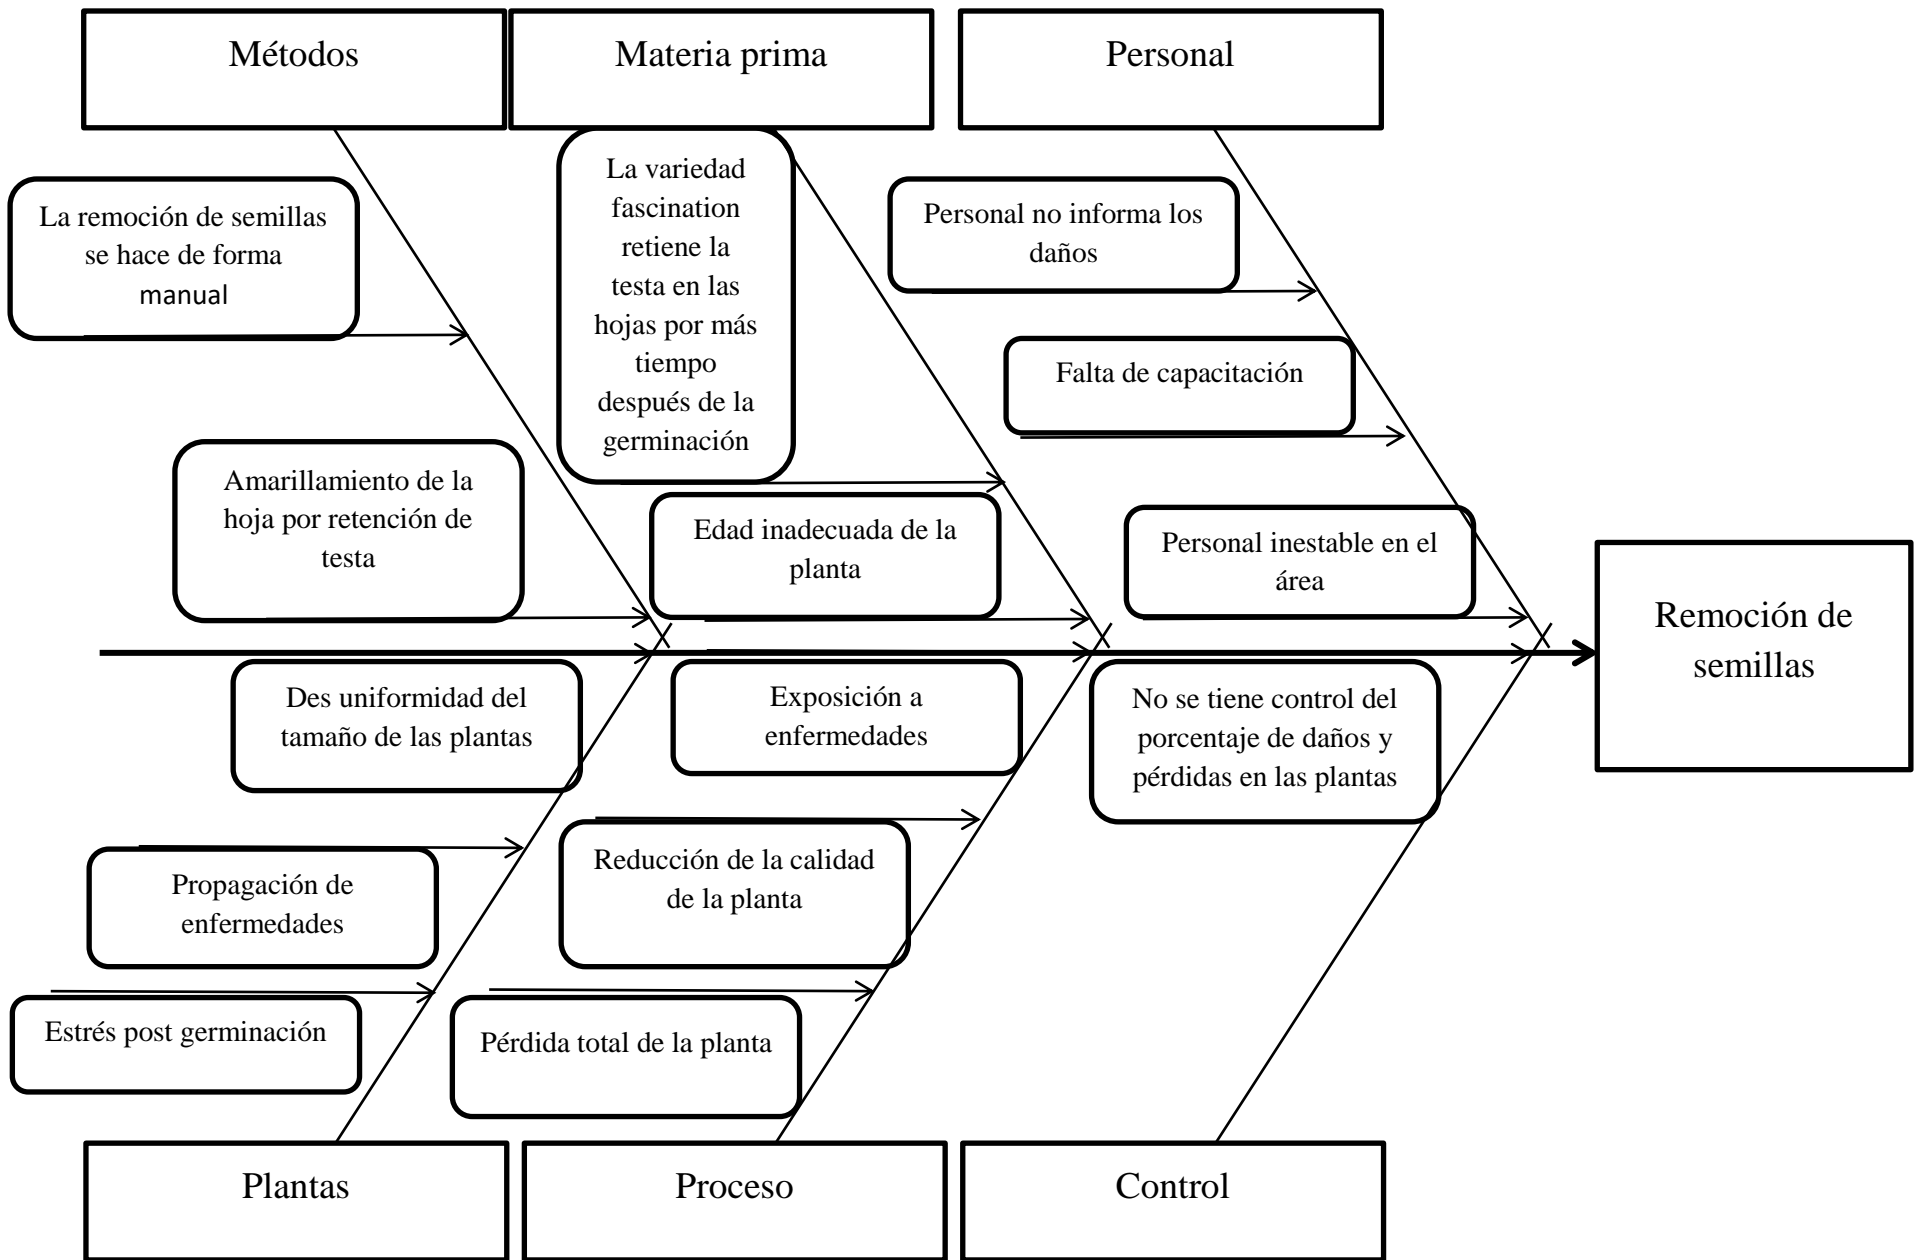 Métodos
Materia prima
Personal
La remoción de semillas
se hace de forma
manual
La variedad
fascination
retiene la
testa en las
hojas por más
tiempo
después de la
germinación
Personal no informa los
daños
Falta de capacitación
Amarillamiento de la
hoja por retención de
testa
Edad inadecuada de la
planta
Personal inestable en el
área
Remoción de
semillas
Des uniformidad del
tamaño de las plantas
Exposición a
enfermedades
No se tiene control del
porcentaje de daños y
pérdidas en las plantas
Propagación de
enfermedades
Reducción de la calidad
de la planta
Estrés post germinación
Pérdida total de la planta
Plantas
Proceso
Control